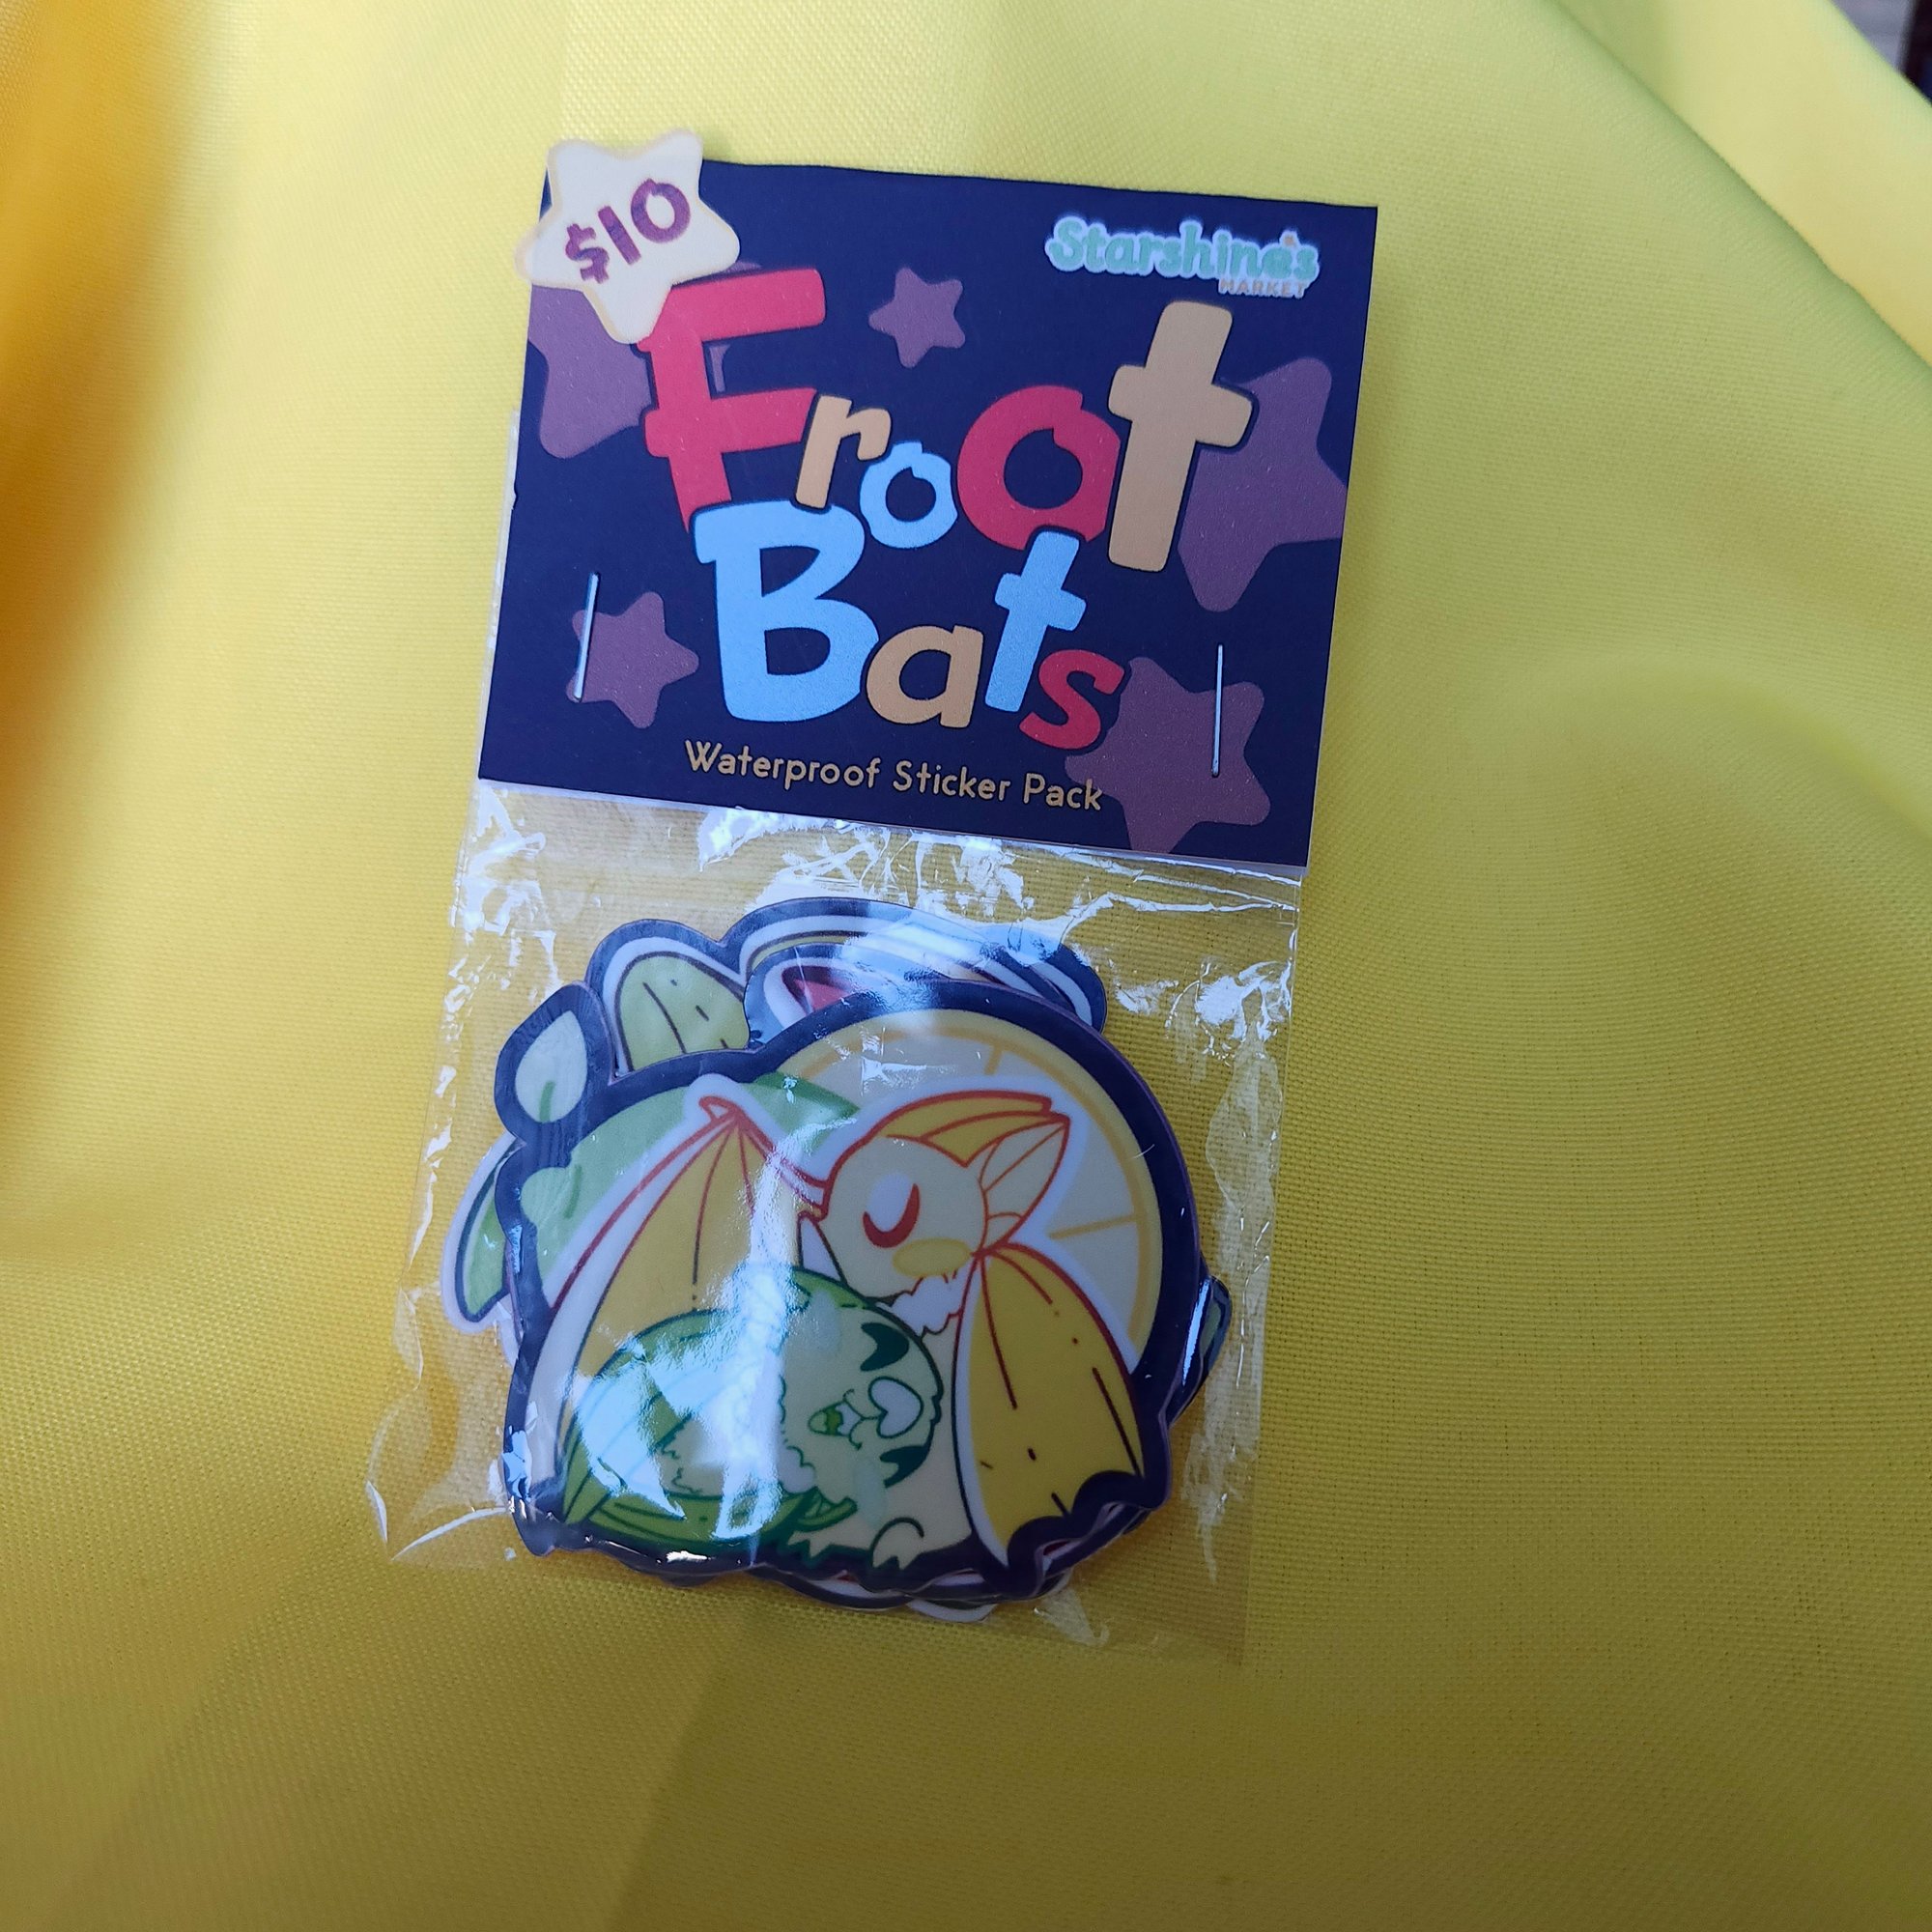 $10
Starshine's
MARKET
Froot
Bats
Waterproof Sticker Pack